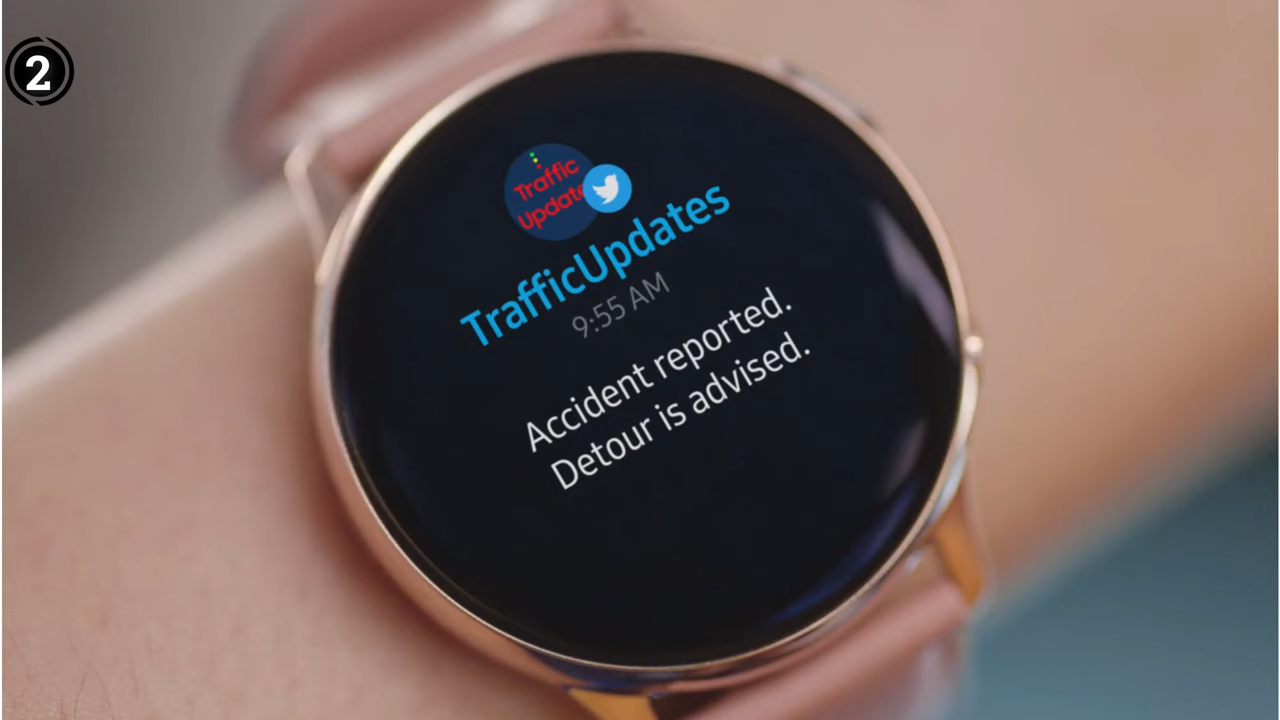 2
Traffic
Update
TrafficUpdates
9:55 AM
Accident reported.
Detour is advised.